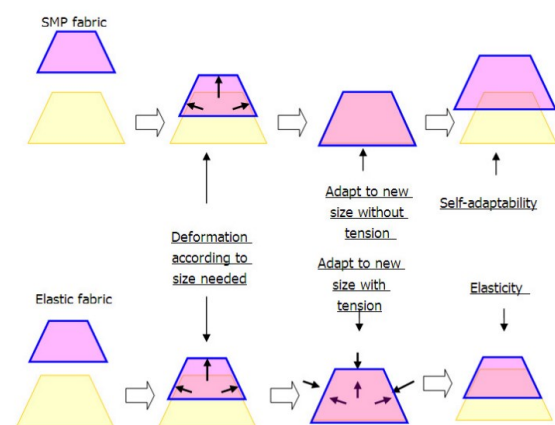 SMP fabric
Adapt to new
size without
tension
Self-adaptability
Deformation
according to
size needed
Adapt to new
size with
tension
Elastic fabric
Elasticity